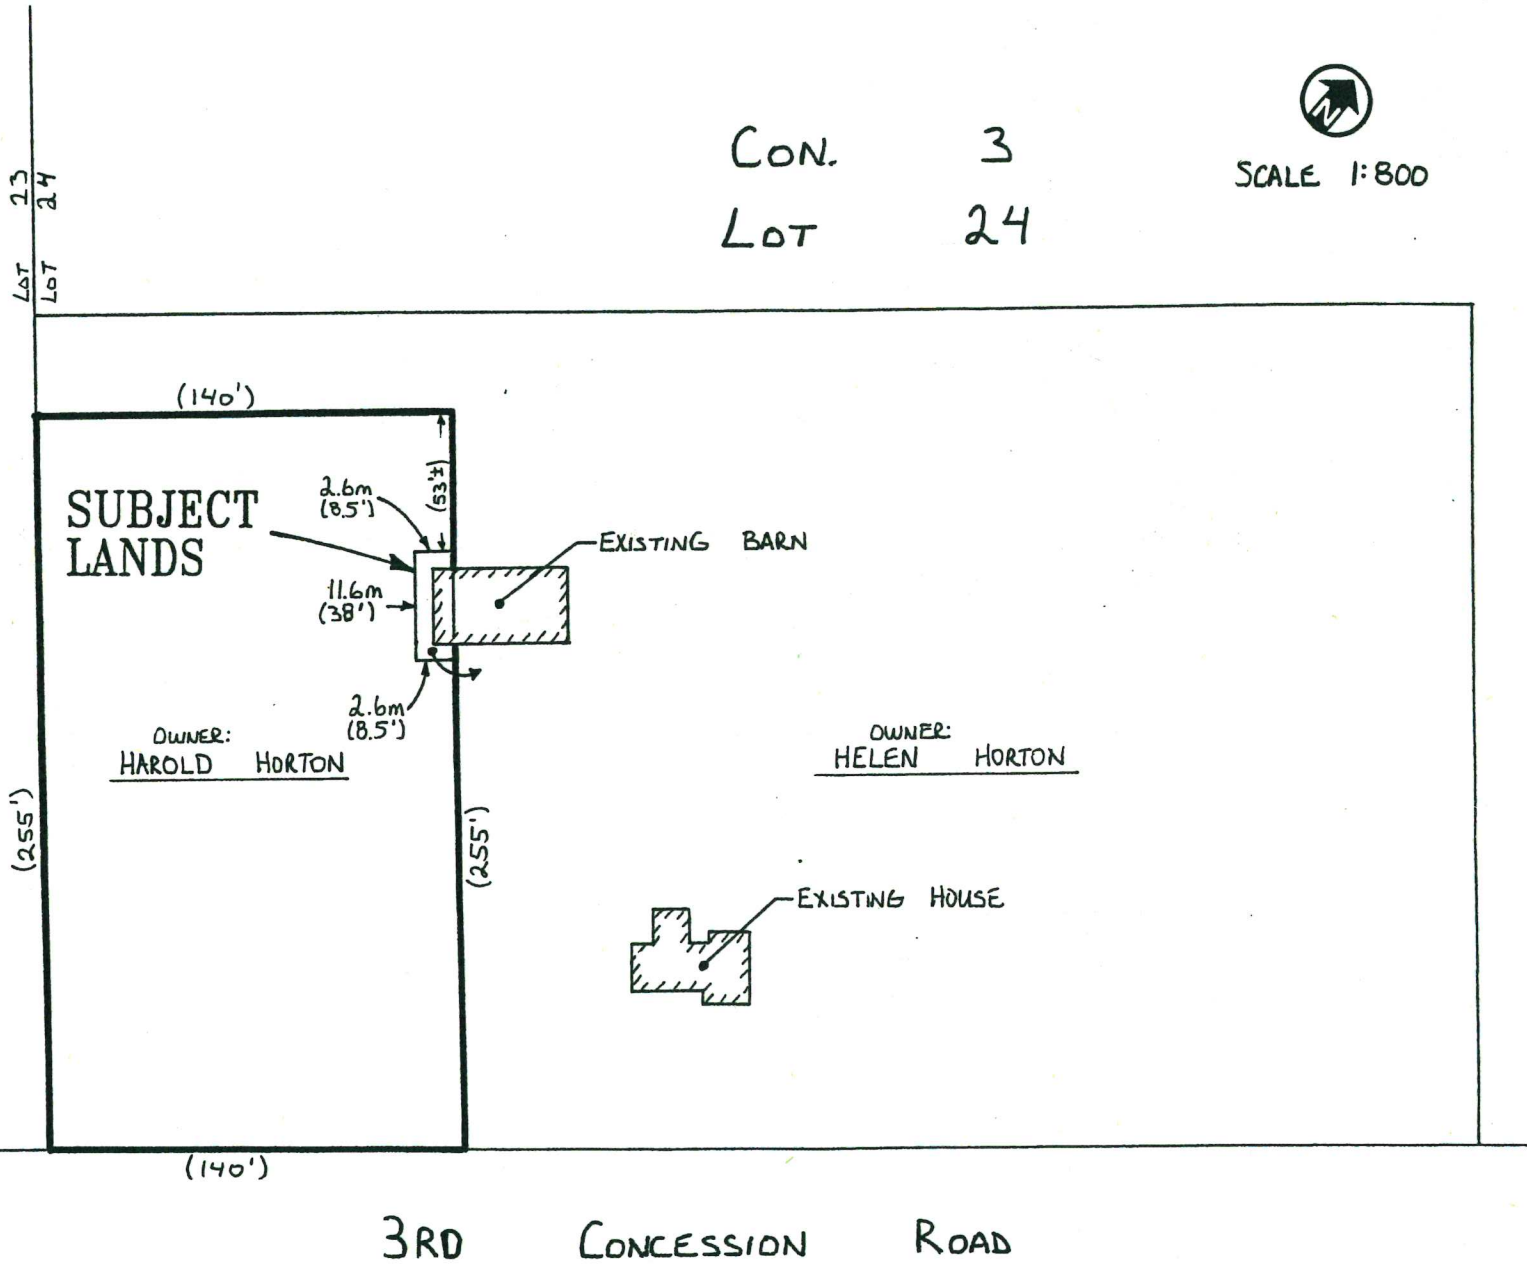 CON. 3
LOT 24
N
SCALE 1:800
LOT 23
LOT 24
(140')
SUBJECT
LANDS
2.6m
(8.5')
(53'±)
EXISTING BARN
11.6m
(38')
2.6m
(8.5')
OWNER:
HAROLD HORTON
OWNER:
HELEN HORTON
(255')
(255')
EXISTING HOUSE
(140')
3RD CONCESSION ROAD